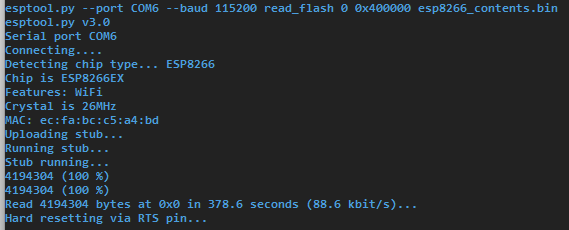 esptool.py --port COM6 --baud 115200 read_flash 0 0x400000 esp8266_contents.bin
esptool.py v3.0
Serial port COM6
Connecting....
Detecting chip type... ESP8266
Chip is ESP8266EX
Features: WiFi
Crystal is 26MHz
MAC: ec:fa:bc:c5:a4:bd
Uploading stub...
Running stub...
Stub running...
4194304 (100 %)
4194304 (100 %)
Read 4194304 bytes at 0x0 in 378.6 seconds (88.6 kbit/s)...
Hard resetting via RTS pin...